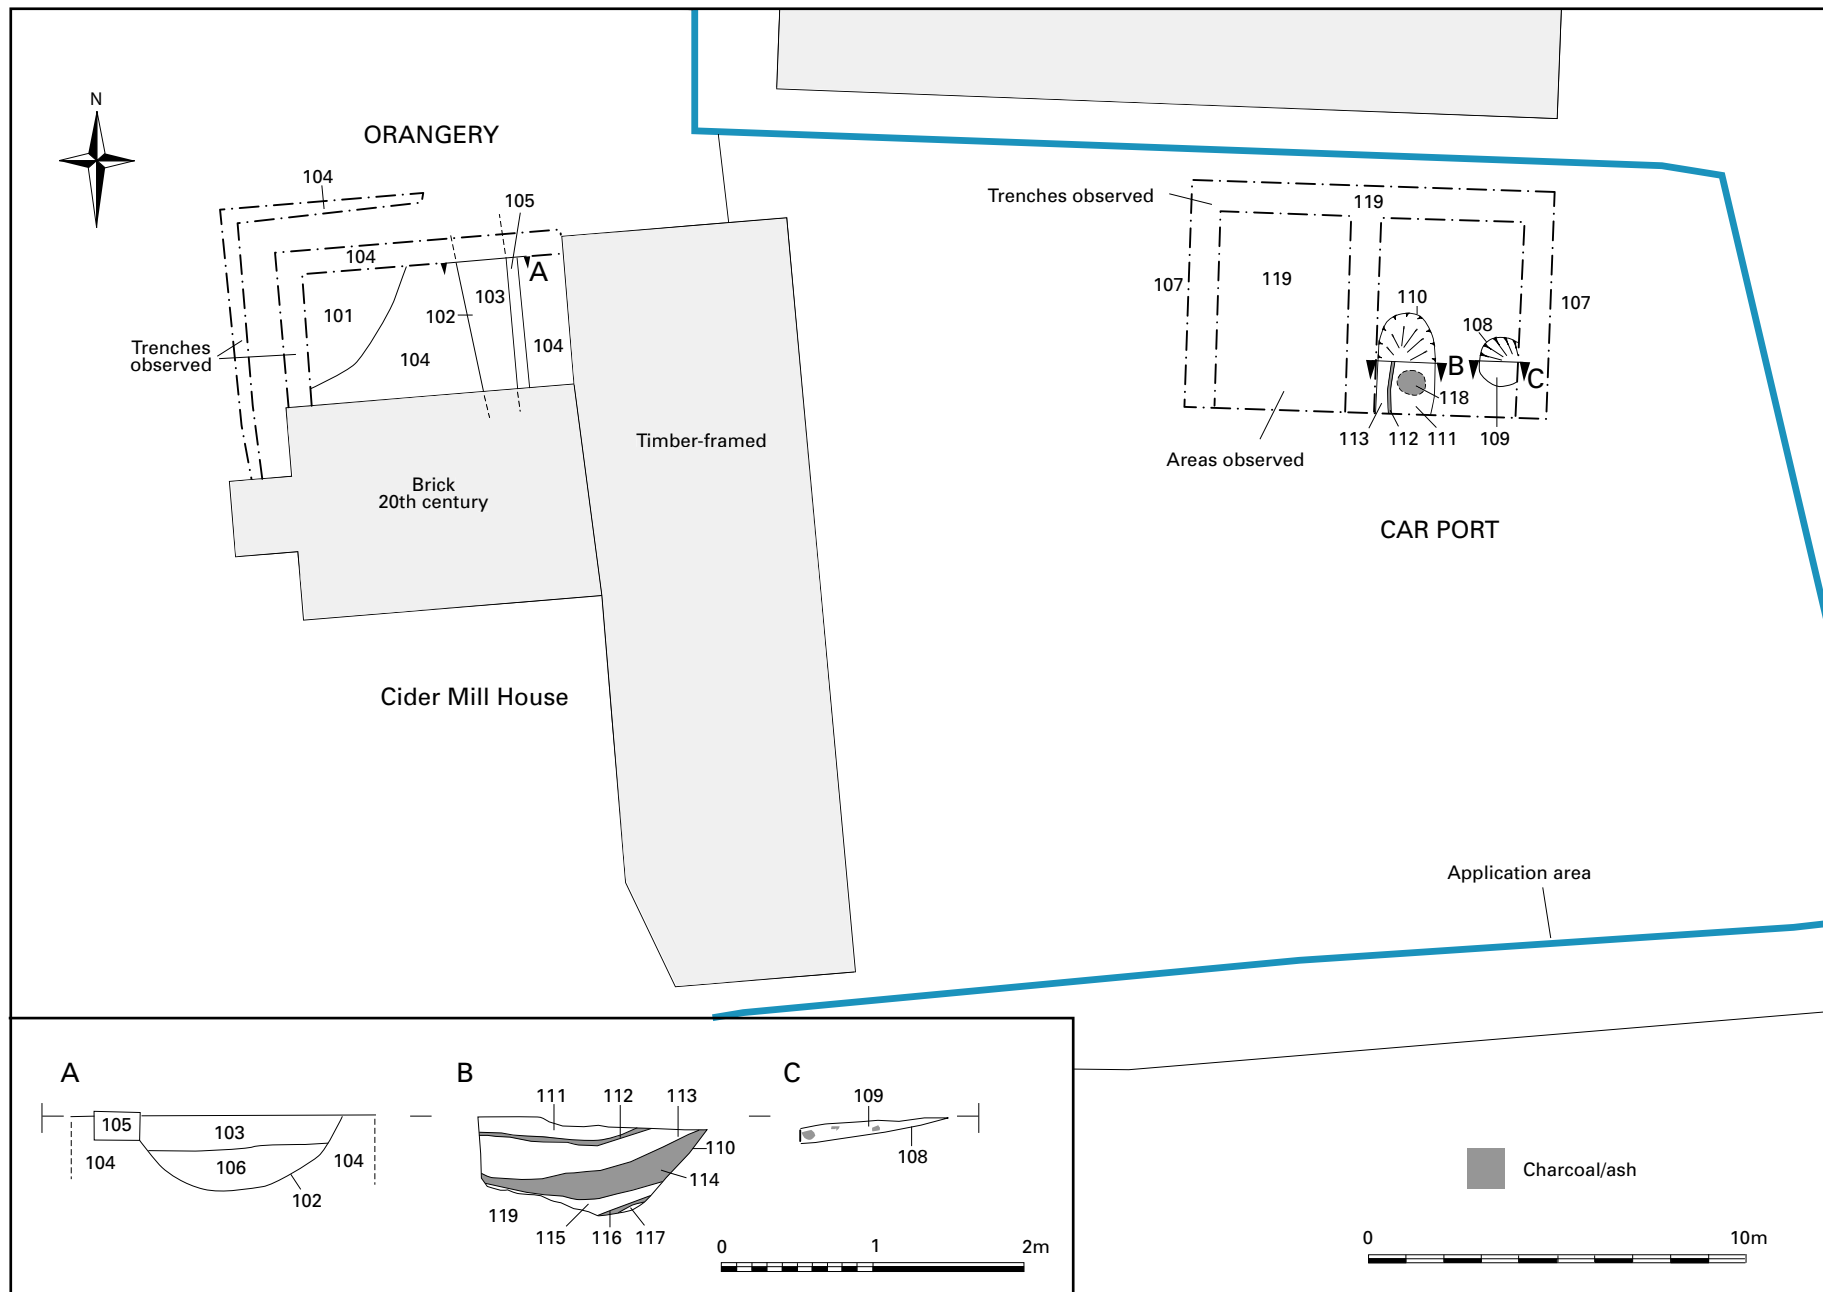 N
ORANGERY
104
105
104
A
103
101
102
104
104
Trenches
observed
Brick
20th century
Timber-framed
Cider Mill House
Trenches observed
119
119
107
107
110
108
B
C
118
113
112
111
109
Areas observed
CAR PORT
Application area
A
105
103
104
106
104
102
B
111
112
113
110
114
119
115
116
117
C
109
108
0
1
2m
Charcoal/ash
0
10m